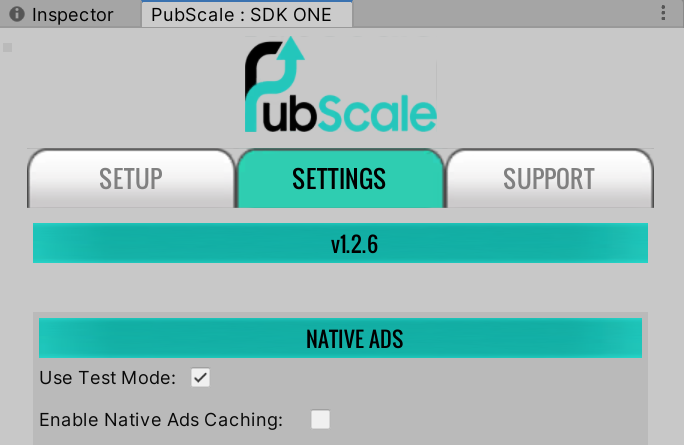 Inspector
PubScale : SDK ONE
PubScale
SETUP
SETTINGS
SUPPORT
v1.2.6
NATIVE ADS
Use Test Mode:
Enable Native Ads Caching: